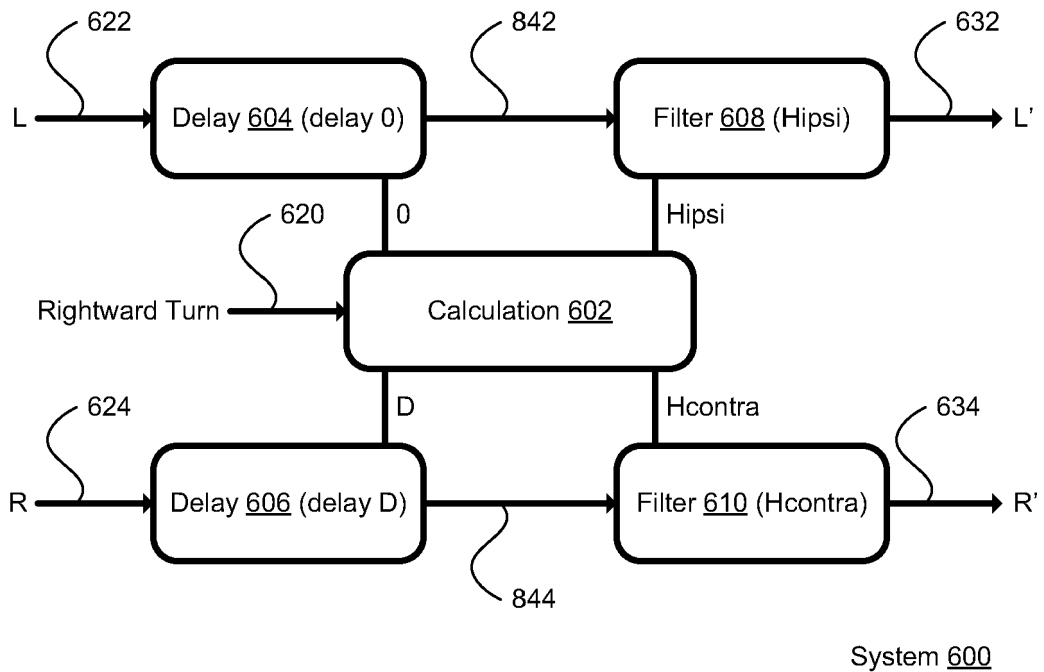 622
842
632
L
Delay 604 (delay 0)
Filter 608 (Hipsi)
L'
620
0
Hipsi
Rightward Turn
Calculation 602
624
D
Hcontra
634
R
Delay 606 (delay D)
Filter 610 (Hcontra)
R'
844
System 600